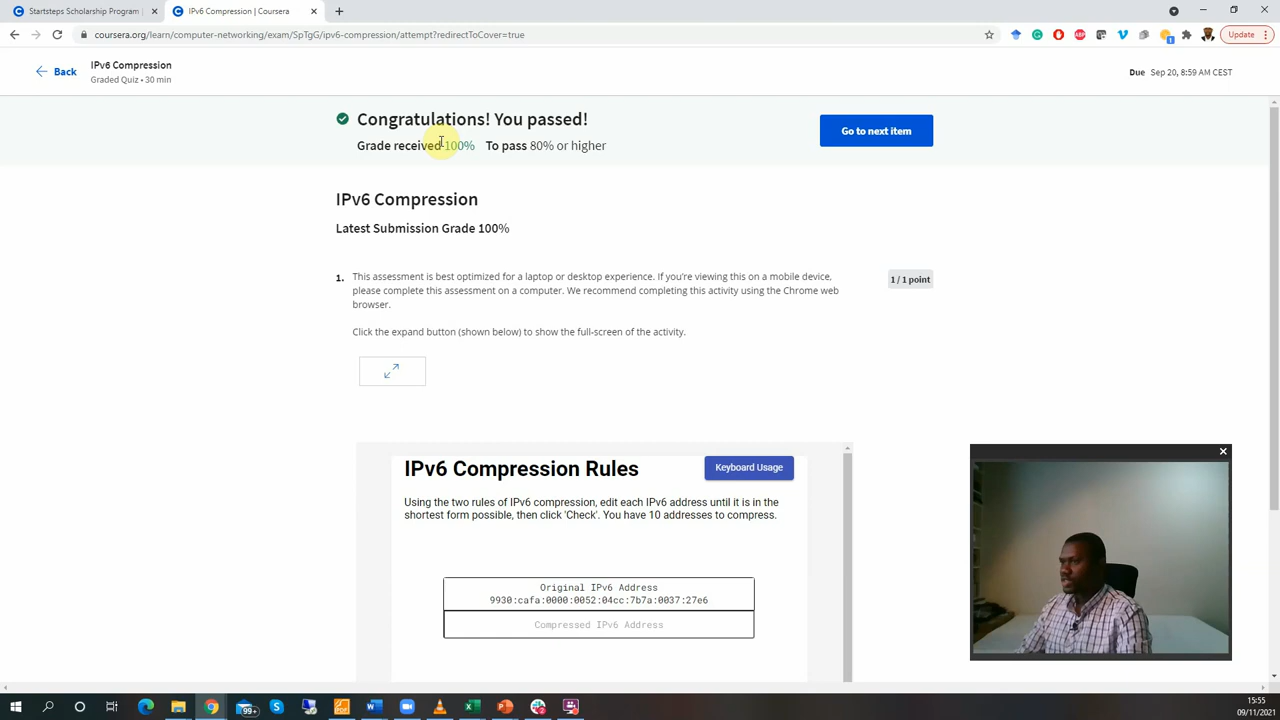 Startsteps Scholarship Program |
IPv6 Compression | Coursera
coursera.org/learn/computer-networking/exam/SpTgG/ipv6-compression/attempt?redirectToCover=true
Update
Back
IPv6 Compression
Graded Quiz • 30 min
Due Sep 20, 8:59 AM CEST
Congratulations! You passed!
Grade received 100% To pass 80% or higher
Go to next item
IPv6 Compression
Latest Submission Grade 100%
1. This assessment is best optimized for a laptop or desktop experience. If you're viewing this on a mobile device,
please complete this assessment on a computer. We recommend completing this activity using the Chrome web
browser.
1 / 1 point
Click the expand button (shown below) to show the full-screen of the activity.
IPv6 Compression Rules
Keyboard Usage
Using the two rules of IPv6 compression, edit each IPv6 address until it is in the
shortest form possible, then click 'Check'. You have 10 addresses to compress.
Original IPv6 Address
9930:cafa:0000:0052:04cc:7b7a:0037:27e6
Compressed IPv6 Address
99+
15:55
09/11/2021